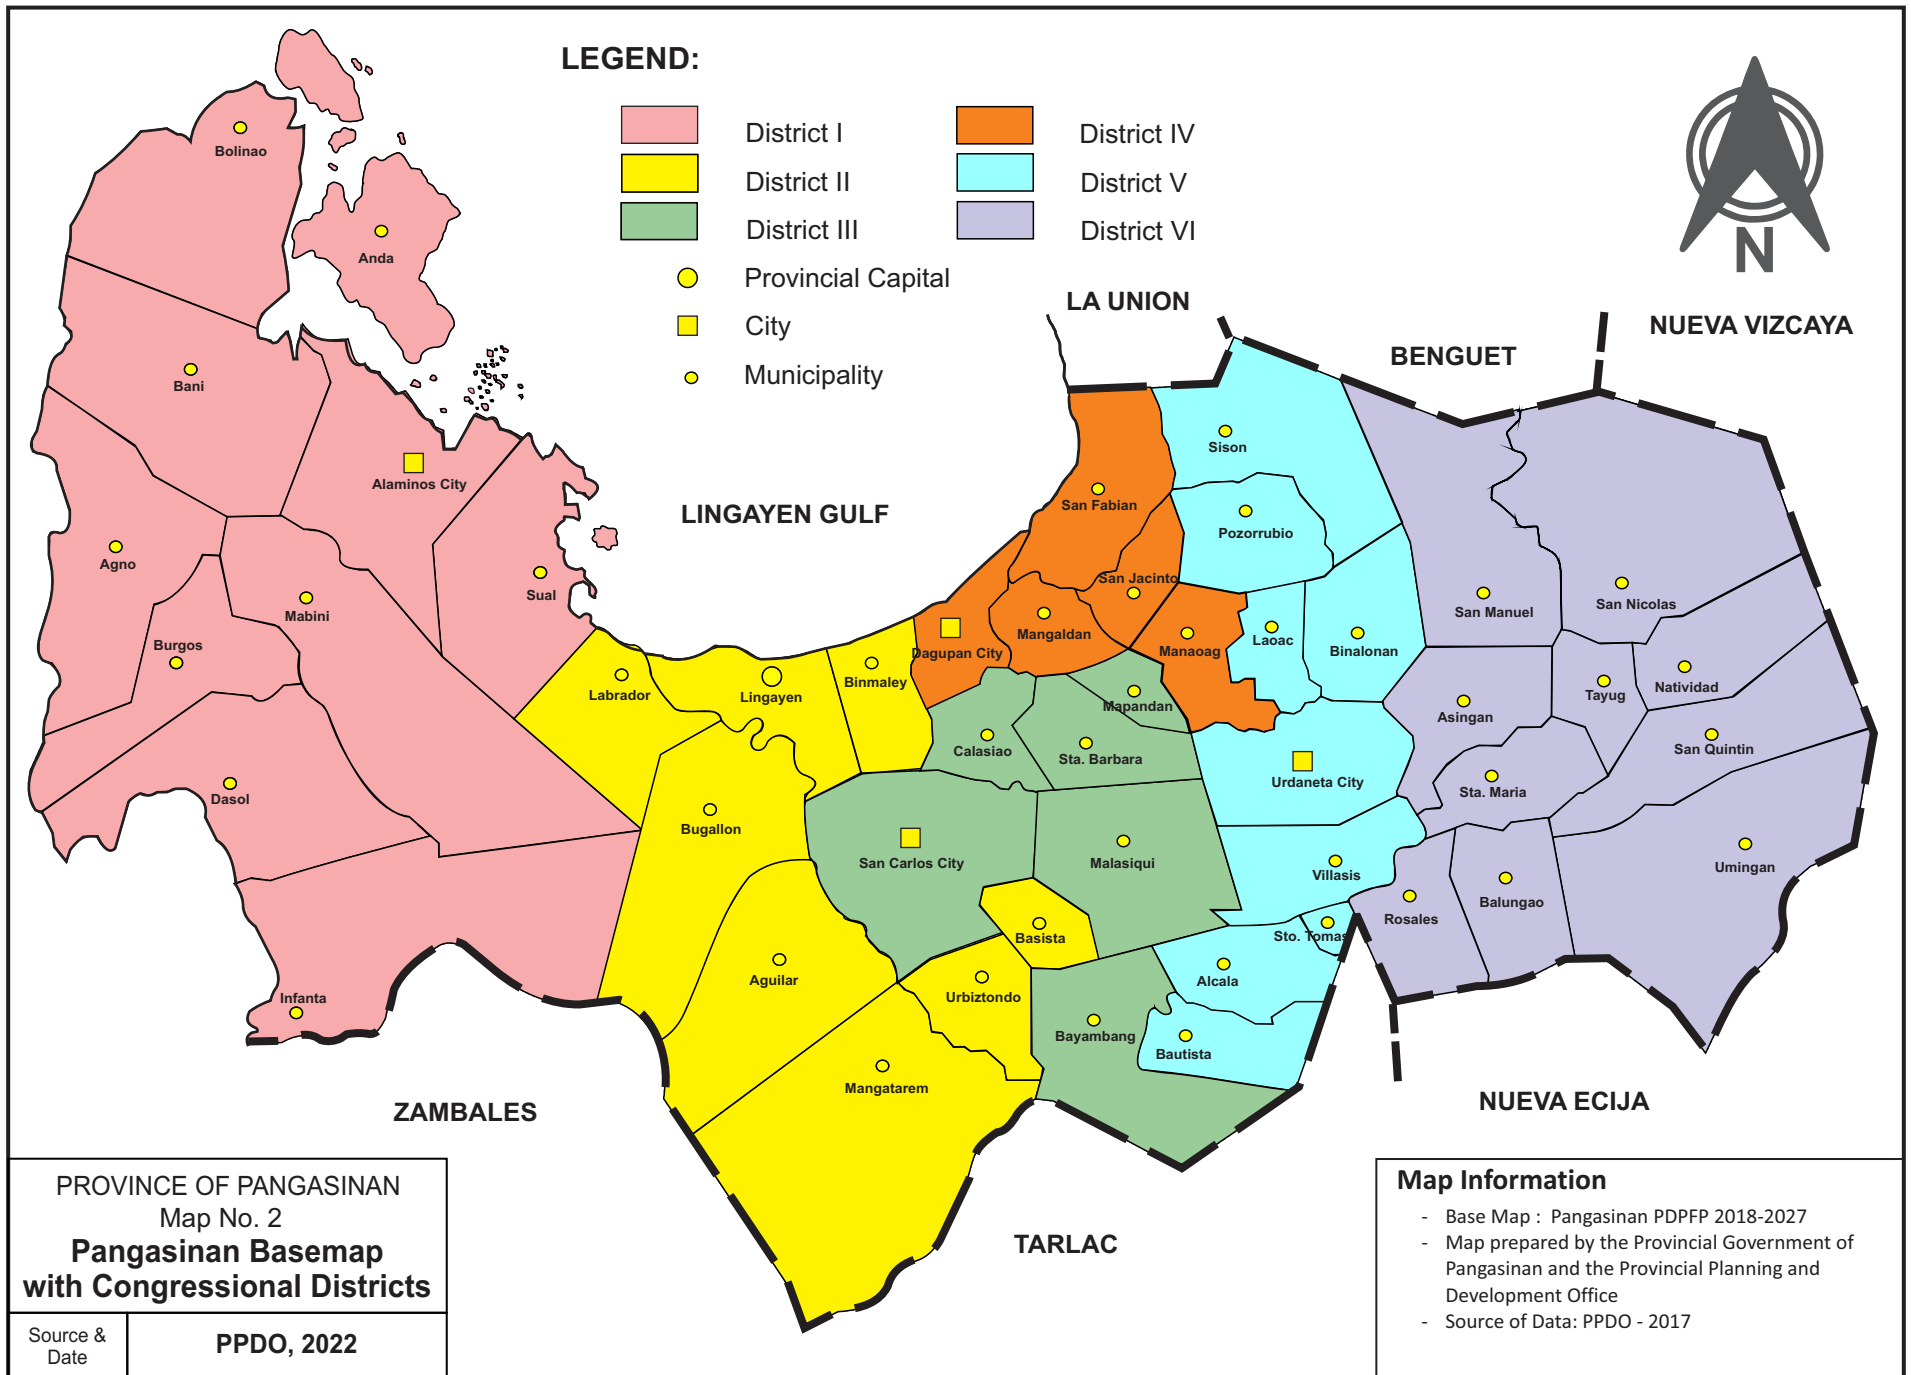 LEGEND:
District I
District II
District III
District IV
District V
District VI
Provincial Capital
City
Municipality
N
LA UNION
BENGUET
NUEVA VIZCAYA
LINGAYEN GULF
ZAMBALES
TARLAC
NUEVA ECIJA
Bolinao
Anda
Bani
Alaminos City
Agno
Sual
Mabini
Burgos
Dasol
Infanta
Labrador
Lingayen
Binmaley
Bugallon
Aguilar
Mangatarem
Urbiztondo
Basista
San Fabian
San Jacinto
Mangaldan
Dagupan City
Manaoag
Calasiao
Mapandan
Sta. Barbara
San Carlos City
Malasiqui
Bayambang
Sison
Pozorrubio
Laoac
Binalonan
Urdaneta City
Villasis
Sto. Tomas
Alcala
Bautista
San Manuel
San Nicolas
Natividad
Tayug
Asingan
San Quintin
Sta. Maria
Umingan
Balungao
Rosales
PROVINCE OF PANGASINAN
Map No. 2
Pangasinan Basemap
with Congressional Districts
Source &
Date
PPDO, 2022
Map Information
- Base Map : Pangasinan PDPFP 2018-2027
- Map prepared by the Provincial Government of
Pangasinan and the Provincial Planning and
Development Office
- Source of Data: PPDO - 2017